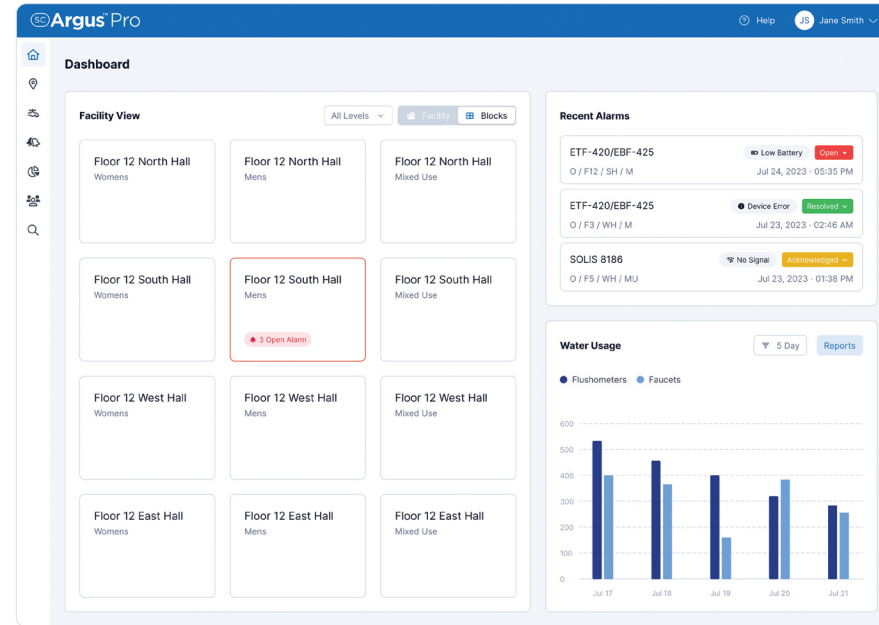 SC Argus™ Pro
Help
JS Jane Smith
Dashboard
Facility View
All Levels
Facility
Blocks
Floor 12 North Hall
Womens
Floor 12 North Hall
Mens
Floor 12 North Hall
Mixed Use
Floor 12 South Hall
Womens
Floor 12 South Hall
Mens
3 Open Alarm
Floor 12 South Hall
Mixed Use
Floor 12 West Hall
Womens
Floor 12 West Hall
Mens
Floor 12 West Hall
Mixed Use
Floor 12 East Hall
Womens
Floor 12 East Hall
Mens
Floor 12 East Hall
Mixed Use
Recent Alarms
ETF-420/EBF-425 Low Battery Open
O / F12 / SH / M Jul 24, 2023 · 05:35 PM
ETF-420/EBF-425 Device Error Resolved
O / F3 / WH / M Jul 23, 2023 · 02:46 AM
SOLIS 8186 No Signal Acknowledged
O / F5 / WH / MU Jul 23, 2023 · 01:38 PM
Water Usage
5 Day
Reports
Flushometers Faucets
600
500
400
300
200
100
0
Jul 17 Jul 18 Jul 19 Jul 20 Jul 21